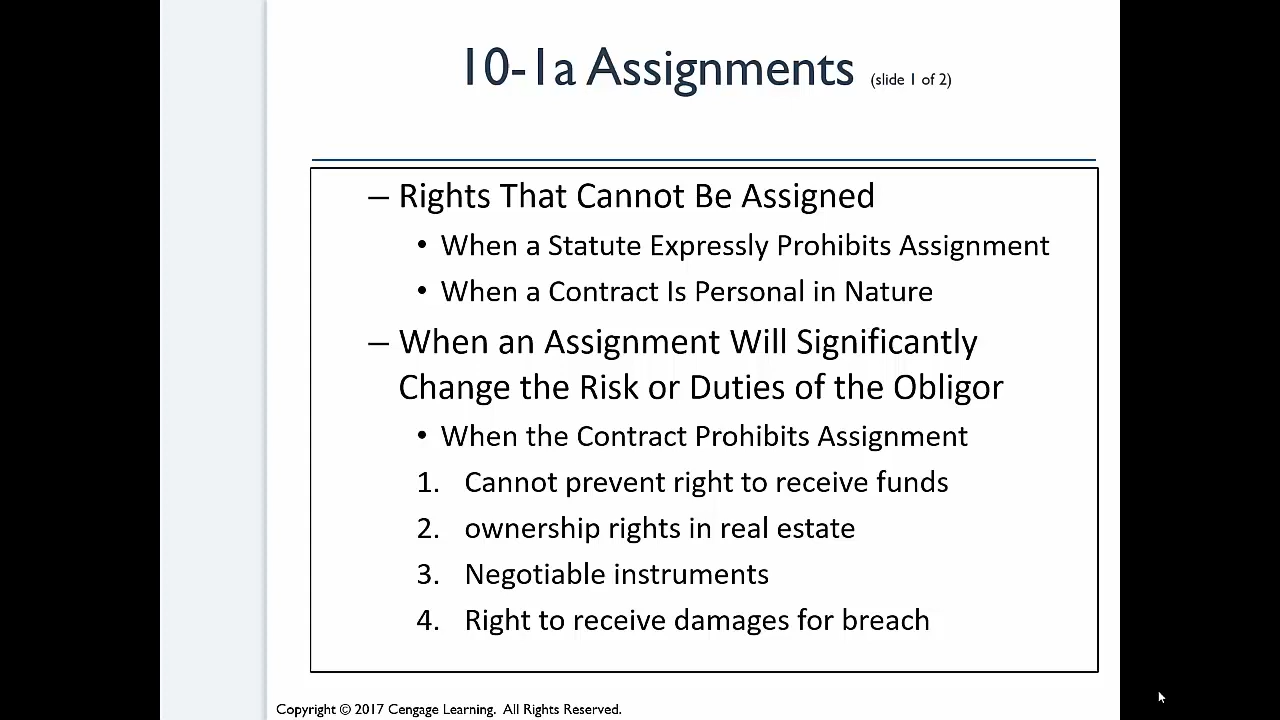 10-1a Assignments (slide 1 of 2)
– Rights That Cannot Be Assigned
• When a Statute Expressly Prohibits Assignment
• When a Contract Is Personal in Nature
– When an Assignment Will Significantly
Change the Risk or Duties of the Obligor
• When the Contract Prohibits Assignment
1. Cannot prevent right to receive funds
2. ownership rights in real estate
3. Negotiable instruments
4. Right to receive damages for breach
Copyright © 2017 Cengage Learning. All Rights Reserved.